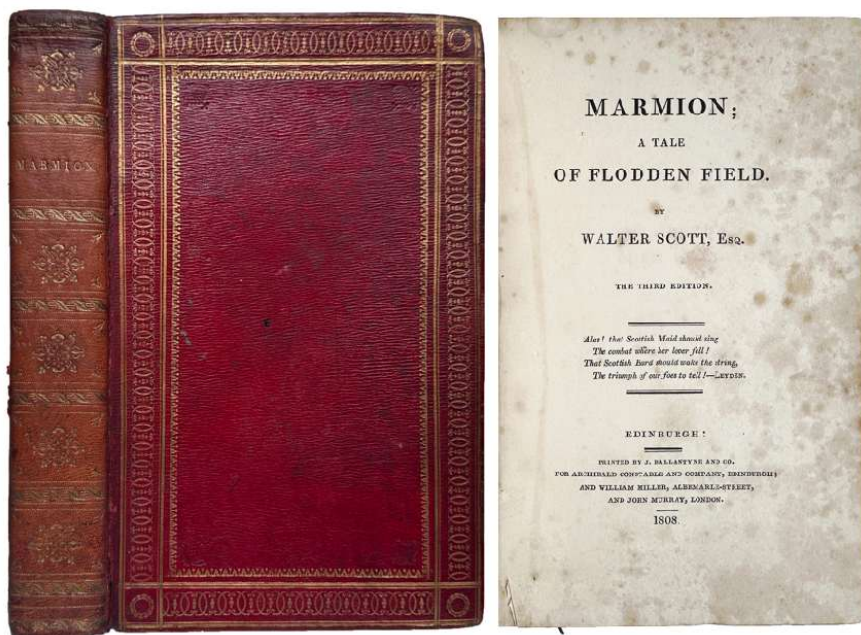 MARMION
MARMION;
A TALE
OF FLODDEN FIELD.
BY
WALTER SCOTT, Esq.
THE THIRD EDITION.
Alas! that Scottish Maid should sing
The combat where her lover fell!
That Scottish Bard should wake the string,
The triumph of our foes to tell!—LEYDEN.
EDINBURGH:
PRINTED BY J. BALLANTYNE AND CO.
FOR ARCHIBALD CONSTABLE AND COMPANY, EDINBURGH;
AND WILLIAM MILLER, ALBEMARLE-STREET,
AND JOHN MURRAY, LONDON.
1808.